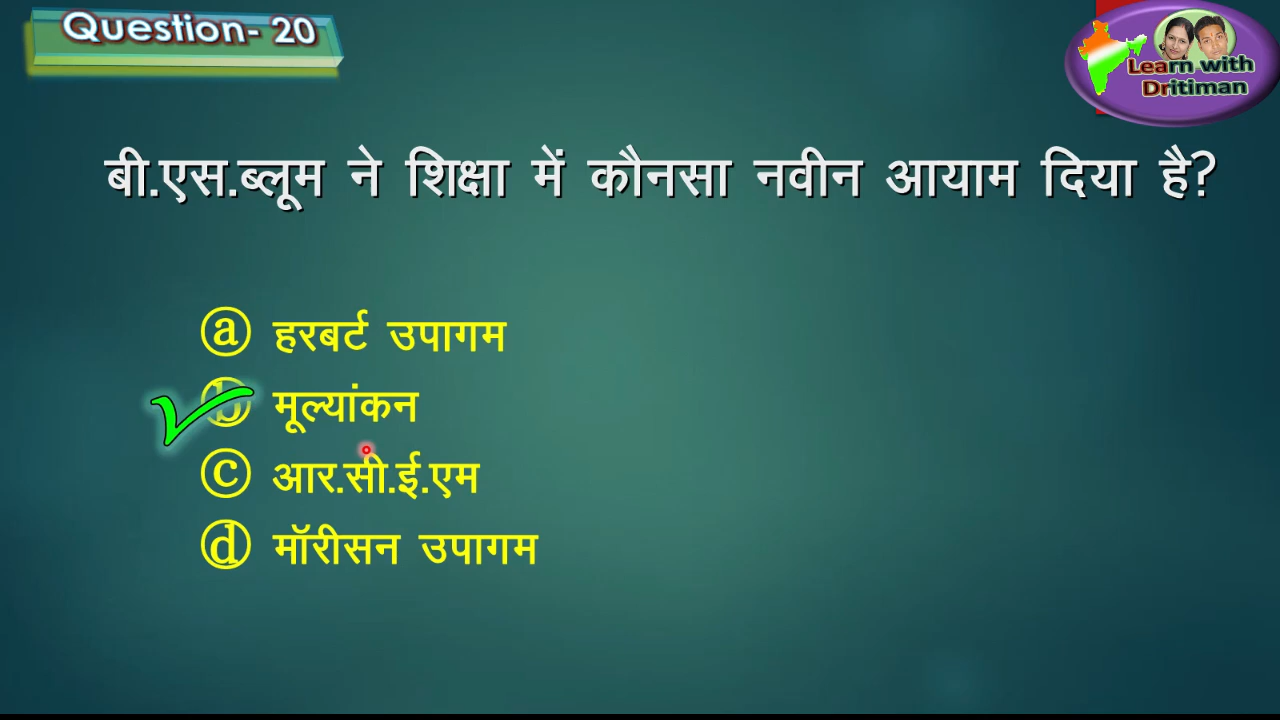 Question- 20
Learn with
Dritiman
बी.एस.ब्लूम ने शिक्षा में कौनसा नवीन आयाम दिया है?
ⓐ हरबर्ट उपागम
ⓑ मूल्यांकन
ⓒ आर.सी.ई.एम
ⓓ मॉरीसन उपागम